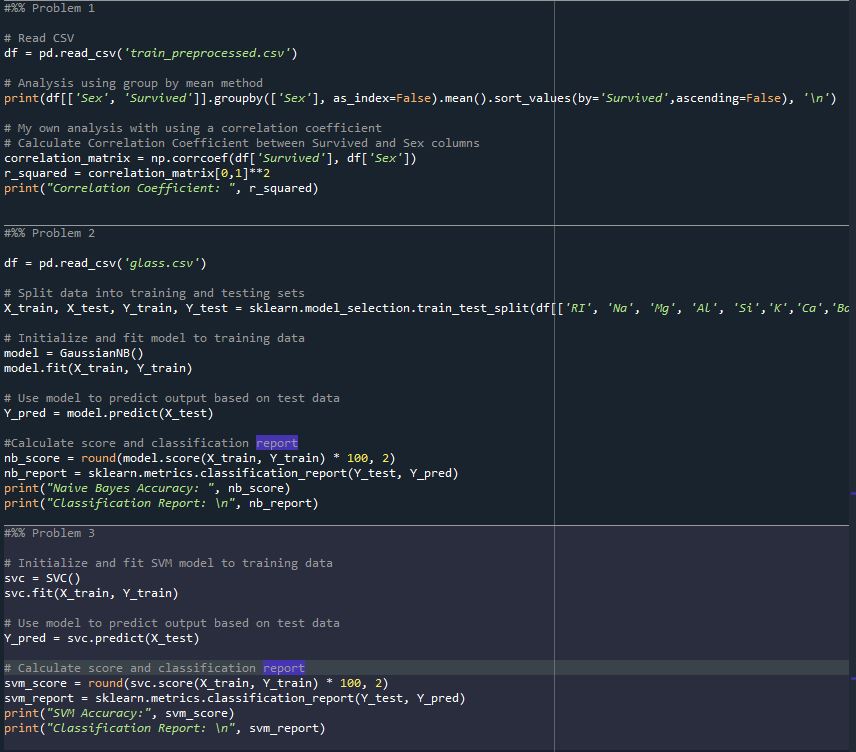 #%% Problem 1
# Read CSV
df = pd.read_csv('train_preprocessed.csv')
# Analysis using group by mean method
print(df[['Sex', 'Survived']].groupby(['Sex'], as_index=False).mean().sort_values(by='Survived',ascending=False), '\n')
# My own analysis with using a correlation coefficient
# Calculate Correlation Coefficient between Survived and Sex columns
correlation_matrix = np.corrcoef(df['Survived'], df['Sex'])
r_squared = correlation_matrix[0,1]**2
print("Correlation Coefficient: ", r_squared)
#%% Problem 2
df = pd.read_csv('glass.csv')
# Split data into training and testing sets
X_train, X_test, Y_train, Y_test = sklearn.model_selection.train_test_split(df[['RI', 'Na', 'Mg', 'Al', 'Si','K','Ca','Ba
# Initialize and fit model to training data
model = GaussianNB()
model.fit(X_train, Y_train)
# Use model to predict output based on test data
Y_pred = model.predict(X_test)
#Calculate score and classification report
nb_score = round(model.score(X_train, Y_train) * 100, 2)
nb_report = sklearn.metrics.classification_report(Y_test, Y_pred)
print("Naive Bayes Accuracy: ", nb_score)
print("Classification Report: \n", nb_report)
#%% Problem 3
# Initialize and fit SVM model to training data
svc = SVC()
svc.fit(X_train, Y_train)
# Use model to predict output based on test data
Y_pred = svc.predict(X_test)
# Calculate score and classification report
svm_score = round(svc.score(X_train, Y_train) * 100, 2)
svm_report = sklearn.metrics.classification_report(Y_test, Y_pred)
print("SVM Accuracy:", svm_score)
print("Classification Report: \n", svm_report)